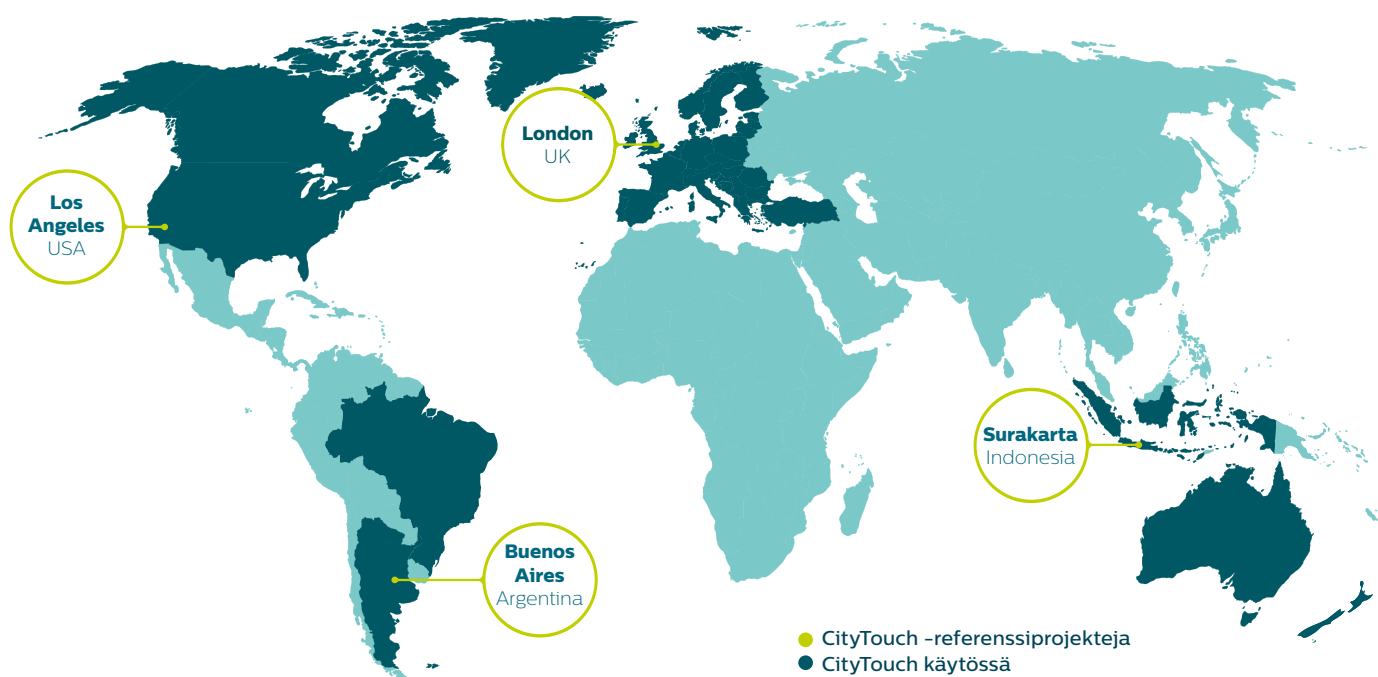 London
UK
Los
Angeles
USA
Surakarta
Indonesia
Buenos
Aires
Argentina
CityTouch -referenssiprojekteja
CityTouch käytössä